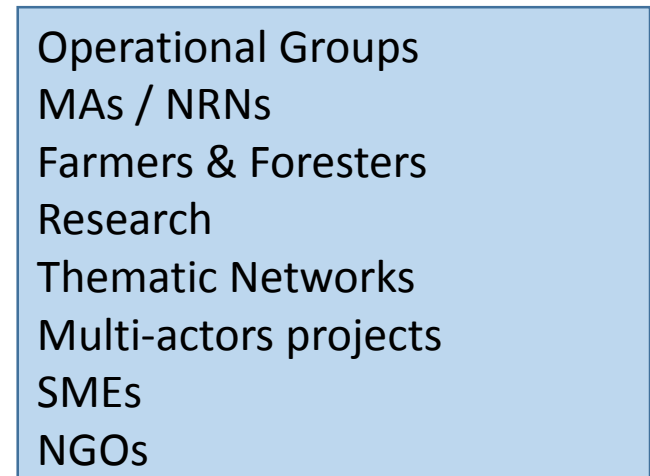 Operational Groups
MAs / NRNs
Farmers & Foresters
Research
Thematic Networks
Multi-actors projects
SMEs
NGOs